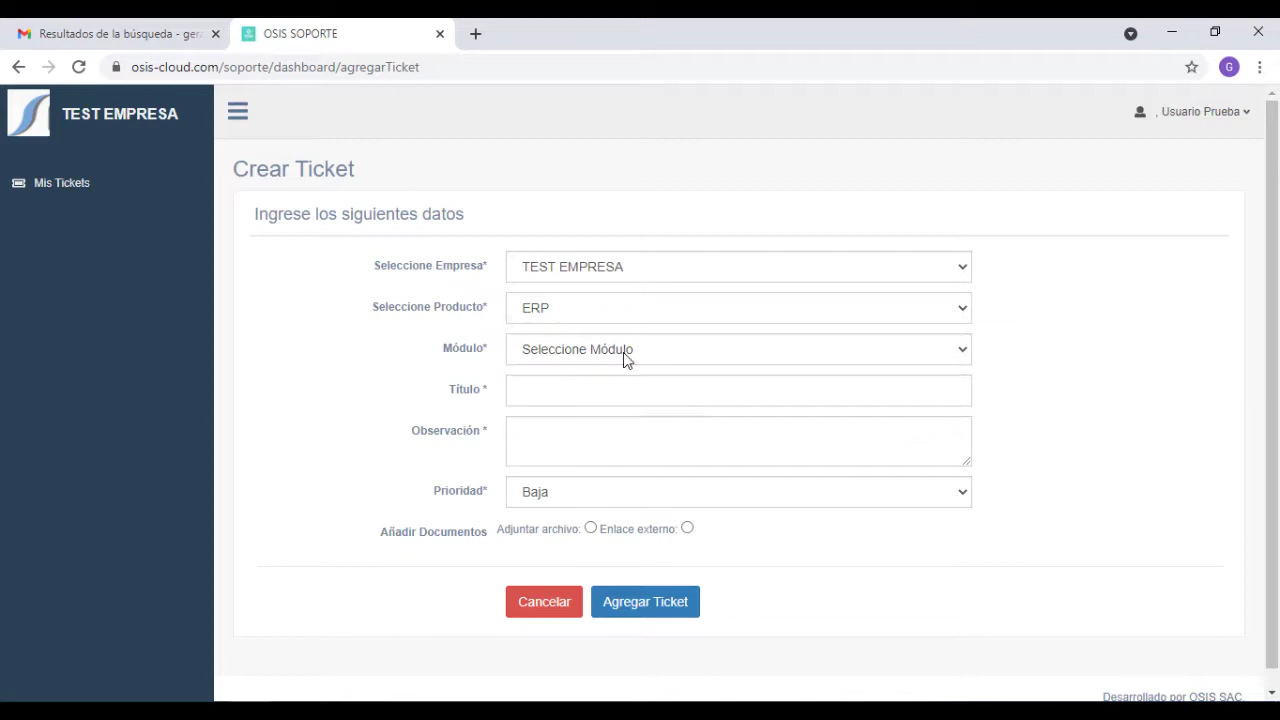 Resultados de la búsqueda - ger
OSIS SOPORTE
osis-cloud.com/soporte/dashboard/agregarTicket
G
TEST EMPRESA
, Usuario Prueba
Mis Tickets
Crear Ticket
Ingrese los siguientes datos
Seleccione Empresa*
TEST EMPRESA
Seleccione Producto*
ERP
Módulo*
Seleccione Módulo
Título *
Observación *
Prioridad*
Baja
Añadir Documentos
Adjuntar archivo:
Enlace externo:
Cancelar
Agregar Ticket
Desarrollado por OSIS SAC.